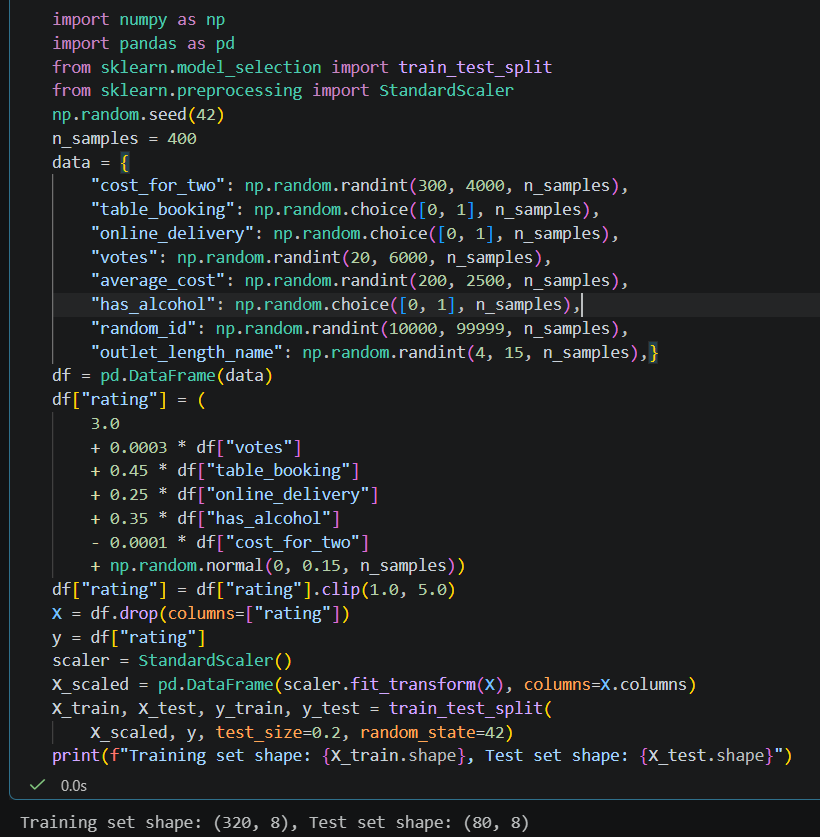 import numpy as np
import pandas as pd
from sklearn.model_selection import train_test_split
from sklearn.preprocessing import StandardScaler
np.random.seed(42)
n_samples = 400
data = {
    "cost_for_two": np.random.randint(300, 4000, n_samples),
    "table_booking": np.random.choice([0, 1], n_samples),
    "online_delivery": np.random.choice([0, 1], n_samples),
    "votes": np.random.randint(20, 6000, n_samples),
    "average_cost": np.random.randint(200, 2500, n_samples),
    "has_alcohol": np.random.choice([0, 1], n_samples),
    "random_id": np.random.randint(10000, 99999, n_samples),
    "outlet_length_name": np.random.randint(4, 15, n_samples),}
df = pd.DataFrame(data)
df["rating"] = (
    3.0
    + 0.0003 * df["votes"]
    + 0.45 * df["table_booking"]
    + 0.25 * df["online_delivery"]
    + 0.35 * df["has_alcohol"]
    - 0.0001 * df["cost_for_two"]
    + np.random.normal(0, 0.15, n_samples))
df["rating"] = df["rating"].clip(1.0, 5.0)
X = df.drop(columns=["rating"])
y = df["rating"]
scaler = StandardScaler()
X_scaled = pd.DataFrame(scaler.fit_transform(X), columns=X.columns)
X_train, X_test, y_train, y_test = train_test_split(
    X_scaled, y, test_size=0.2, random_state=42)
print(f"Training set shape: {X_train.shape}, Test set shape: {X_test.shape}")
0.0s
Training set shape: (320, 8), Test set shape: (80, 8)